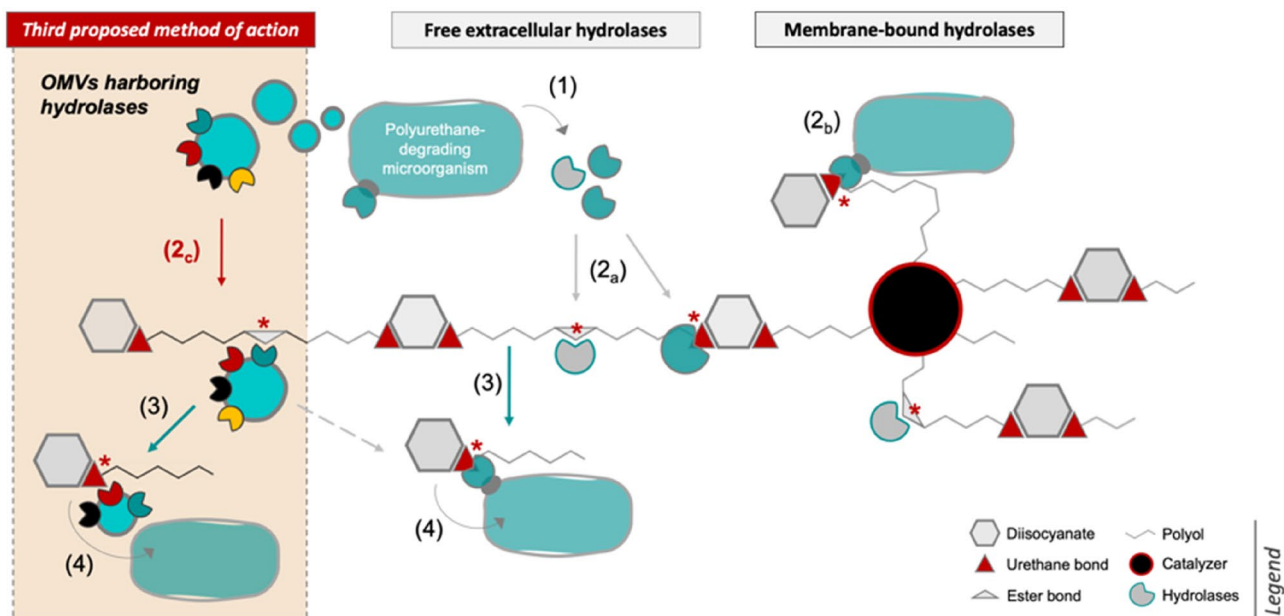 Third proposed method of action
Free extracellular hydrolases
Membrane-bound hydrolases
OMVs harboring
hydrolases
(1)
Polyurethane-
degrading
microorganism
(2b)
(2c)
(2a)
*
*
*
*
*
(3)
(3)
*
*
(4)
(4)
Diisocyanate
Polyol
Urethane bond
Catalyzer
Ester bond
Hydrolases
Legend